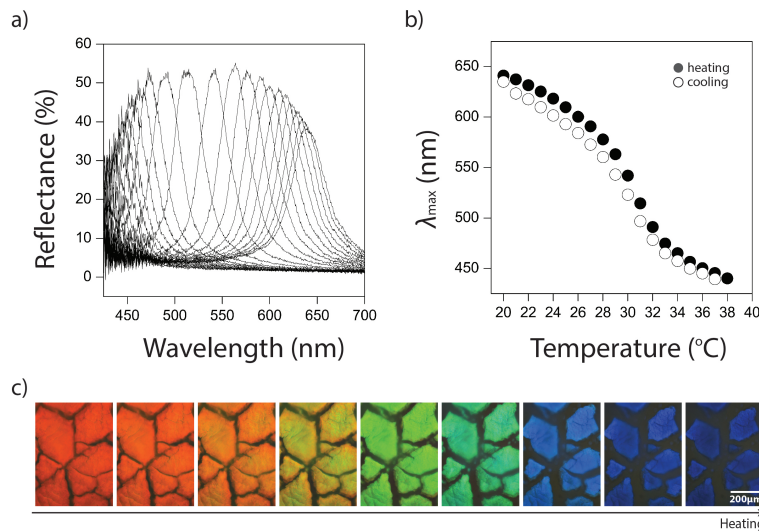 a)
60
50
40
30
20
10
0
Reflectance (%)
450 500 550 600 650 700
Wavelength (nm)
b)
650
600
550
500
450
λmax (nm)
heating
cooling
20 22 24 26 28 30 32 34 36 38 40
Temperature (°C)
c)
200µm
Heating